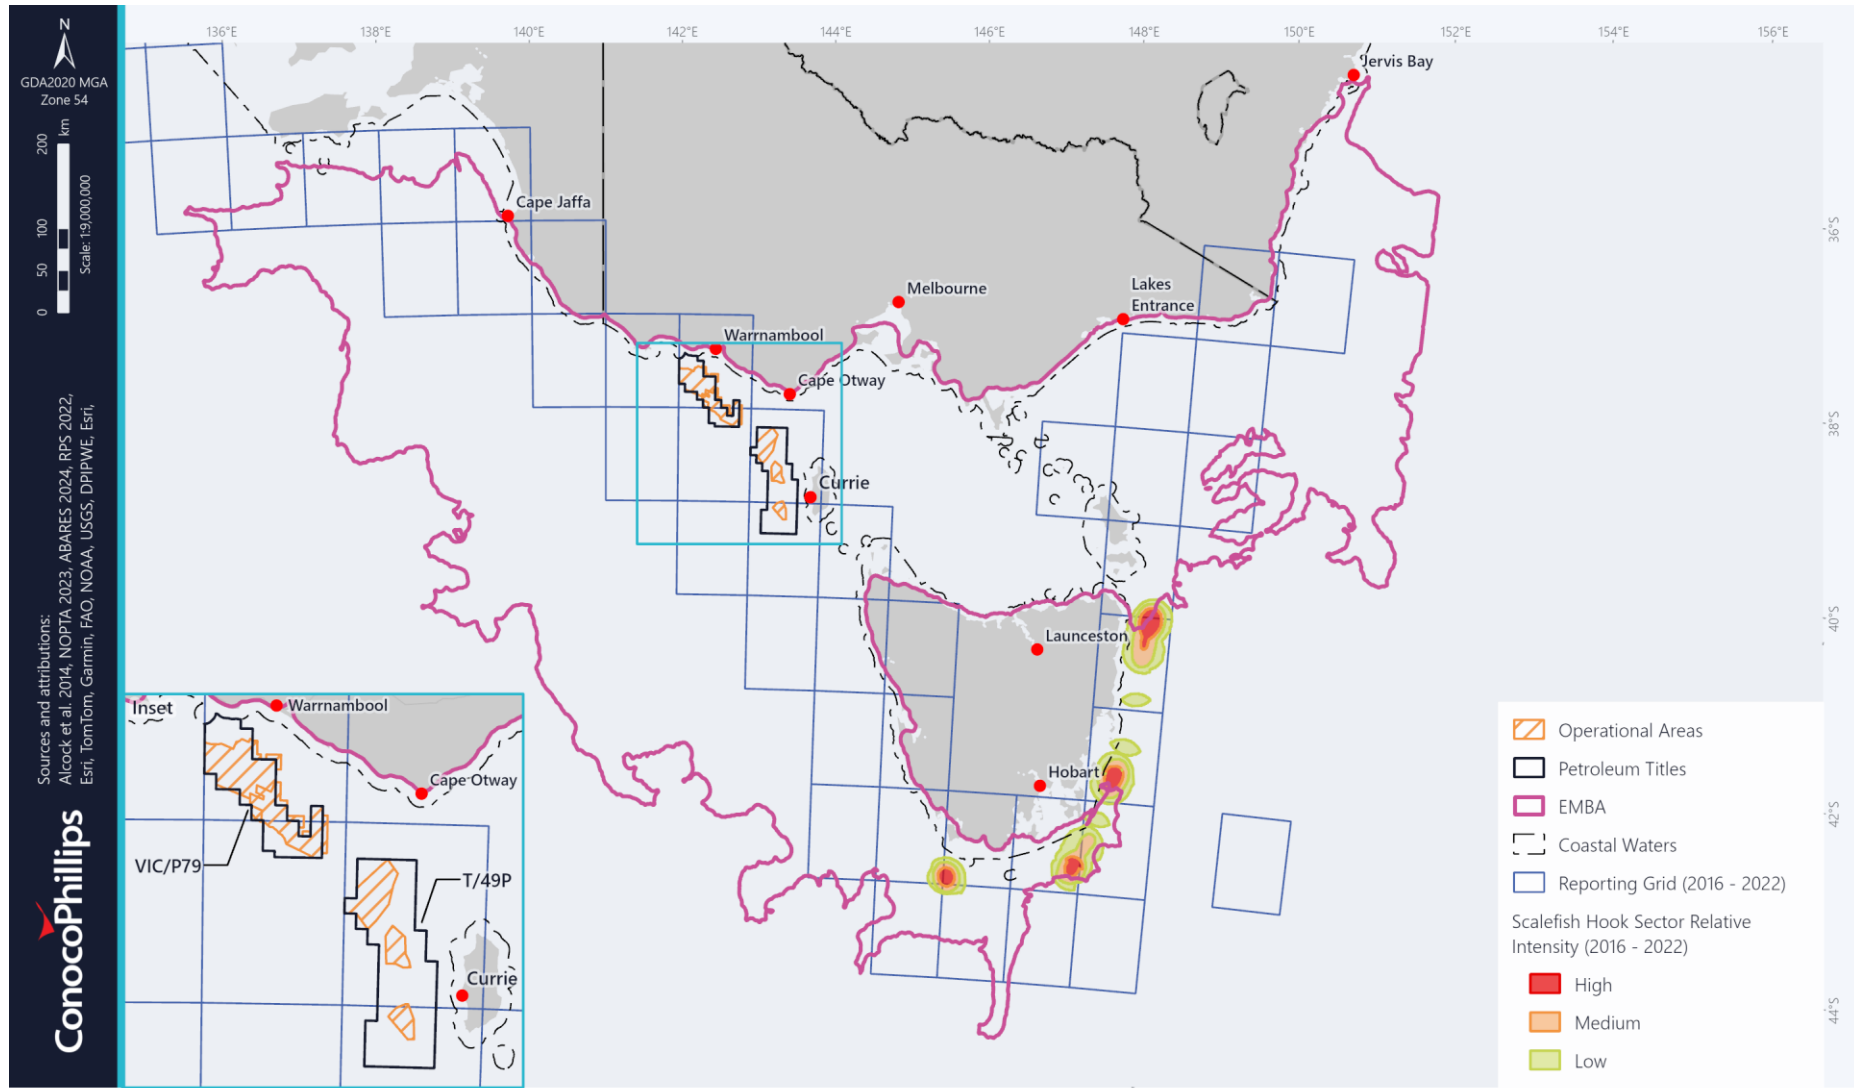 136°E
138°E
140°E
142°E
144°E
146°E
148°E
150°E
152°E
154°E
156°E
N
GDA2020 MGA
Zone 54
0 50 100 200
km
Scale: 1:9,000,000
Sources and attributions:
Alcock et al. 2014, NOPTA 2023, ABARES 2024, RPS 2022,
Esri, TomTom, Garmin, FAO, NOAA, USGS, DPIPWE, Esri,
ConocoPhillips
Jervis Bay
Cape Jaffa
Melbourne
Lakes
Entrance
Warrnambool
Cape Otway
Currie
Launceston
Hobart
36°S
38°S
40°S
42°S
44°S
Inset
Warrnambool
Cape Otway
VIC/P79
T/49P
Currie
Operational Areas
Petroleum Titles
EMBA
Coastal Waters
Reporting Grid (2016 - 2022)
Scalefish Hook Sector Relative
Intensity (2016 - 2022)
High
Medium
Low